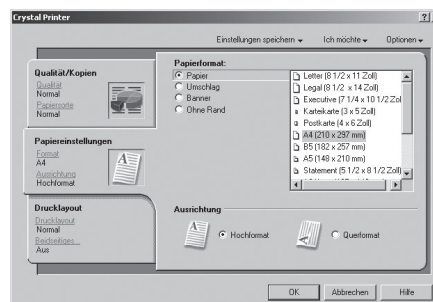 Crystal Printer
?
Einstellungen speichern
Ich möchte
Optionen
Qualität/Kopien
Qualität
Normal
Papiersorte
Normal
Papiereinstellungen
Format
A4
Ausrichtung
Hochformat
Drucklayout
Drucklayout
Normal
Beidseitiges...
Aus
Papierformat:
Papier
Umschlag
Banner
Ohne Rand
Letter (8 1/2 x 11 Zoll)
Legal (8 1/2 x 14 Zoll)
Executive (7 1/4 x 10 1/2 Zol
Karteikarte (3 x 5 Zoll)
Postkarte (4 x 6 Zoll)
A4 (210 x 297 mm)
B5 (182 x 257 mm)
A5 (148 x 210 mm)
Statement (5 1/2 x 8 1/2 Zoll)
Ausrichtung
A
Hochformat
A
Querformat
OK
Abbrechen
Hilfe